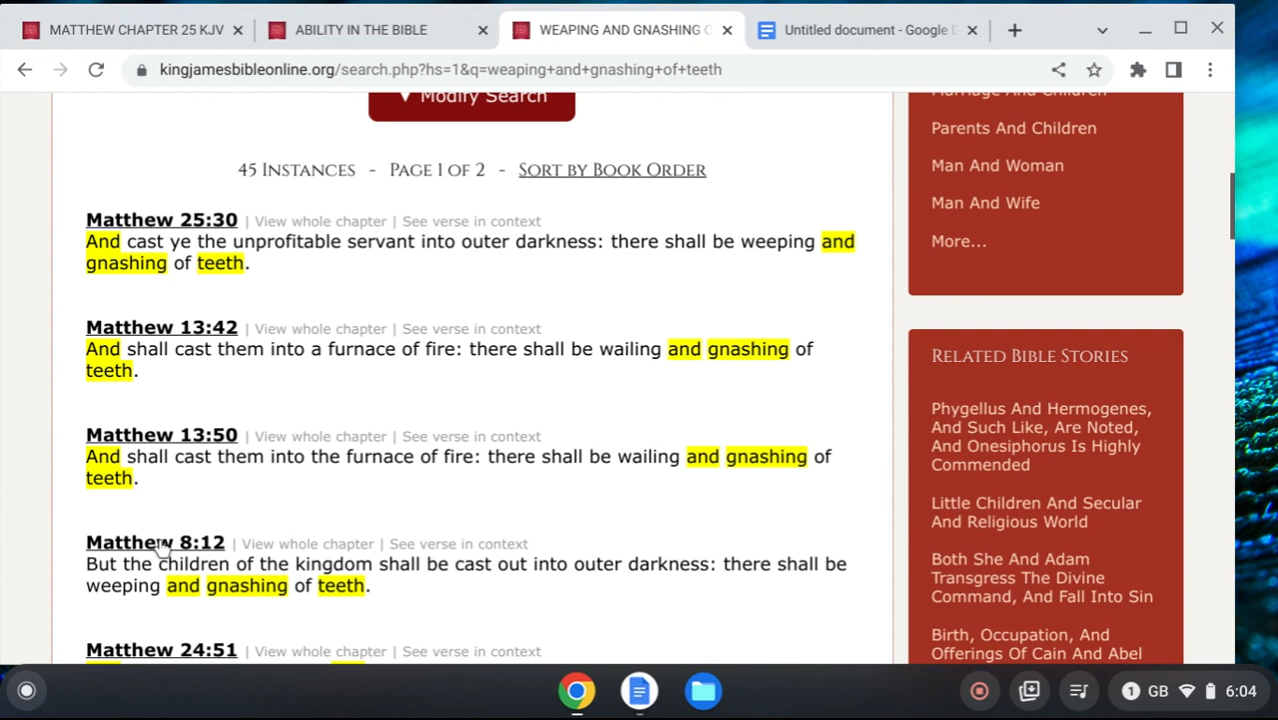 MATTHEW CHAPTER 25 KJV
ABILITY IN THE BIBLE
WEAPING AND GNASHING O
Untitled document - Google D
kingjamesbibleonline.org/search.php?hs=1&q=weaping+and+gnashing+of+teeth
▼ Modify Search
45 INSTANCES - PAGE 1 OF 2 - SORT BY BOOK ORDER
Matthew 25:30 | View whole chapter | See verse in context
And cast ye the unprofitable servant into outer darkness: there shall be weeping and
gnashing of teeth.
Matthew 13:42 | View whole chapter | See verse in context
And shall cast them into a furnace of fire: there shall be wailing and gnashing of
teeth.
Matthew 13:50 | View whole chapter | See verse in context
And shall cast them into the furnace of fire: there shall be wailing and gnashing of
teeth.
Matthew 8:12 | View whole chapter | See verse in context
But the children of the kingdom shall be cast out into outer darkness: there shall be
weeping and gnashing of teeth.
Matthew 24:51 | View whole chapter | See verse in context
Marriage And Children
Parents And Children
Man And Woman
Man And Wife
More...
RELATED BIBLE STORIES
Phygellus And Hermogenes,
And Such Like, Are Noted,
And Onesiphorus Is Highly
Commended
Little Children And Secular
And Religious World
Both She And Adam
Transgress The Divine
Command, And Fall Into Sin
Birth, Occupation, And
Offerings Of Cain And Abel
1 GB 6:04